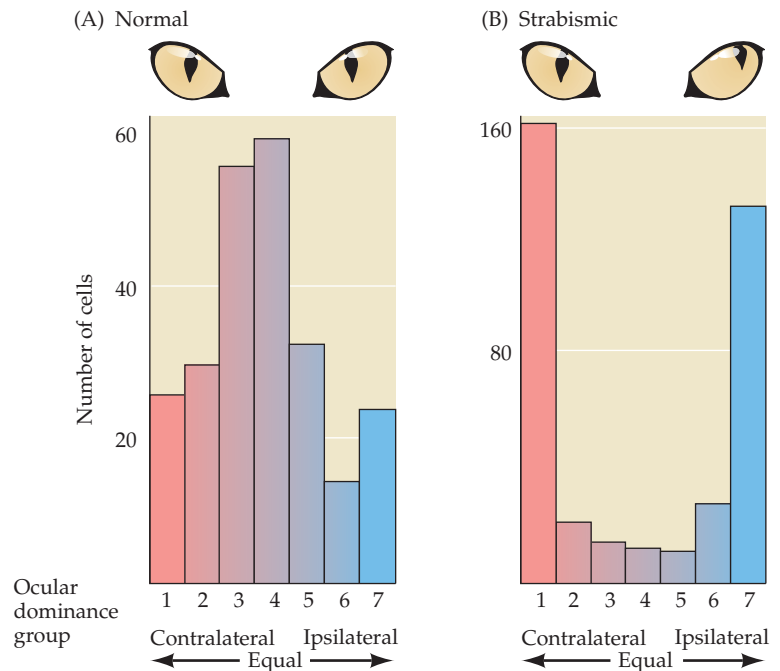 (A) Normal
(B) Strabismic
Number of cells
60
40
20
160
80
Ocular
dominance
group
1 2 3 4 5 6 7
Contralateral Ipsilateral
Equal
1 2 3 4 5 6 7
Contralateral Ipsilateral
Equal